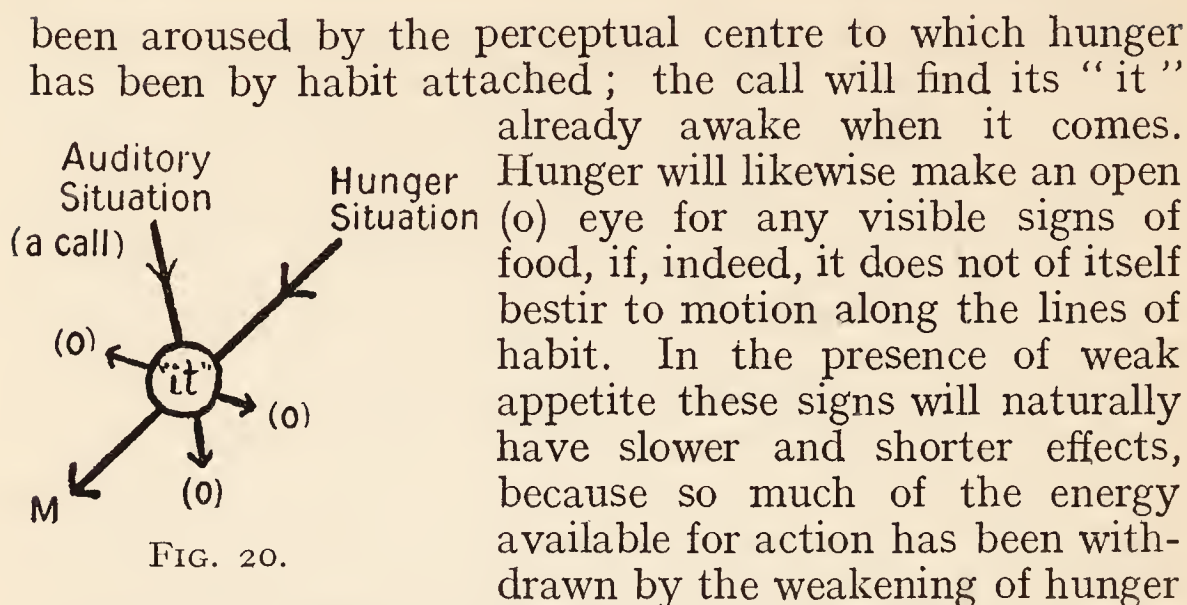 been aroused by the perceptual centre to which hunger
has been by habit attached; the call will find its “it”
already awake when it comes.
Hunger will likewise make an open
(o) eye for any visible signs of
food, if, indeed, it does not of itself
bestir to motion along the lines of
habit. In the presence of weak
appetite these signs will naturally
have slower and shorter effects,
because so much of the energy
available for action has been with-
drawn by the weakening of hunger
Auditory
Situation
(a call)
Hunger
Situation
(o)
"it"
(o)
(o)
M
FIG. 20.